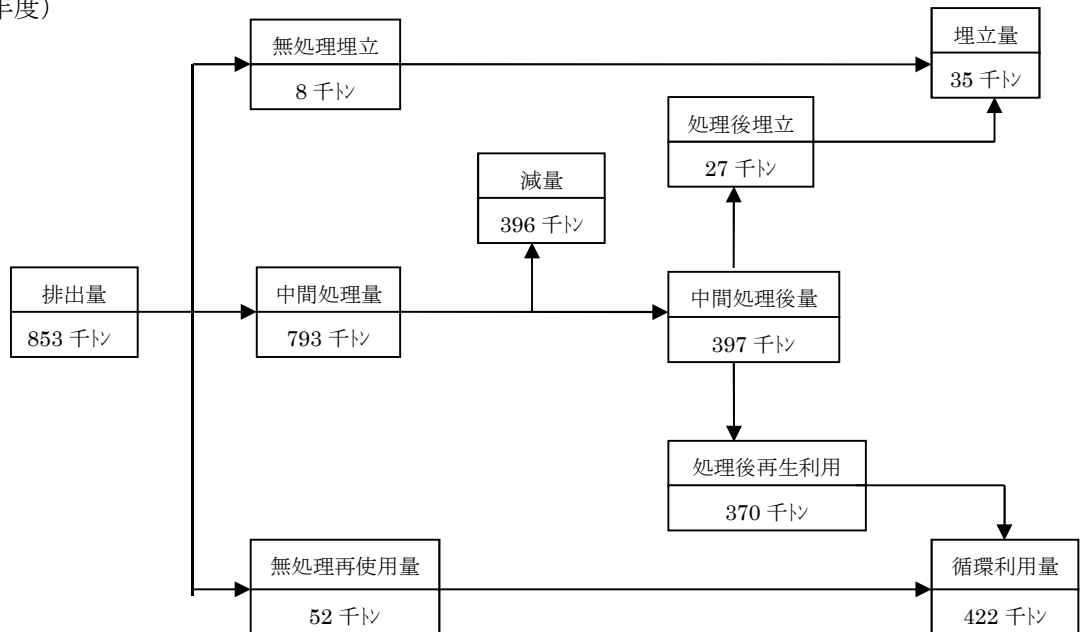 年度）
無処理埋立
8 千㌧
埋立量
35 千㌧
処理後埋立
27 千㌧
減量
396 千㌧
排出量
853 千㌧
中間処理量
793 千㌧
中間処理後量
397 千㌧
処理後再生利用
370 千㌧
無処理再使用量
52 千㌧
循環利用量
422 千㌧